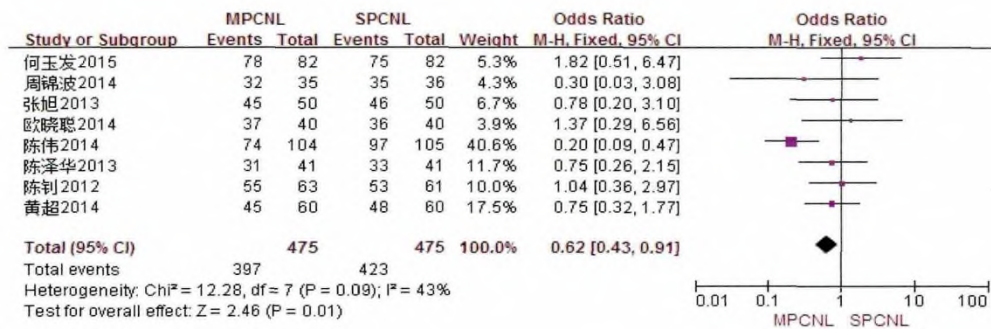 MPCNL SPCNL Odds Ratio Odds Ratio
Study or Subgroup Events Total Events Total Weight M-H, Fixed, 95% CI M-H, Fixed, 95% CI
何玉发2015 78 82 75 82 5.3% 1.82 [0.51, 6.47]
周锦波2014 32 35 35 36 4.3% 0.30 [0.03, 3.08]
张旭2013 45 50 46 50 6.7% 0.78 [0.20, 3.10]
欧晓聪2014 37 40 36 40 3.9% 1.37 [0.29, 6.56]
陈伟2014 74 104 97 105 40.6% 0.20 [0.09, 0.47]
陈泽华2013 31 41 33 41 11.7% 0.75 [0.26, 2.15]
陈钊2012 55 63 53 61 10.0% 1.04 [0.36, 2.97]
黄超2014 45 60 48 60 17.5% 0.75 [0.32, 1.77]
Total (95% CI) 475 475 100.0% 0.62 [0.43, 0.91]
Total events 397 423
Heterogeneity: Chi² = 12.28, df = 7 (P = 0.09); I² = 43%
Test for overall effect: Z = 2.46 (P = 0.01)
0.01 0.1 1 10 100
MPCNL SPCNL